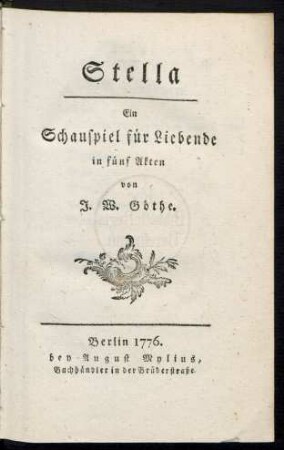 Stella
Ein
Schauspiel für Liebende
in fünf Akten
von
J. W. Göthe.
Berlin 1776.
bey August Mylius,
Buchhändler in der Brüderstraße